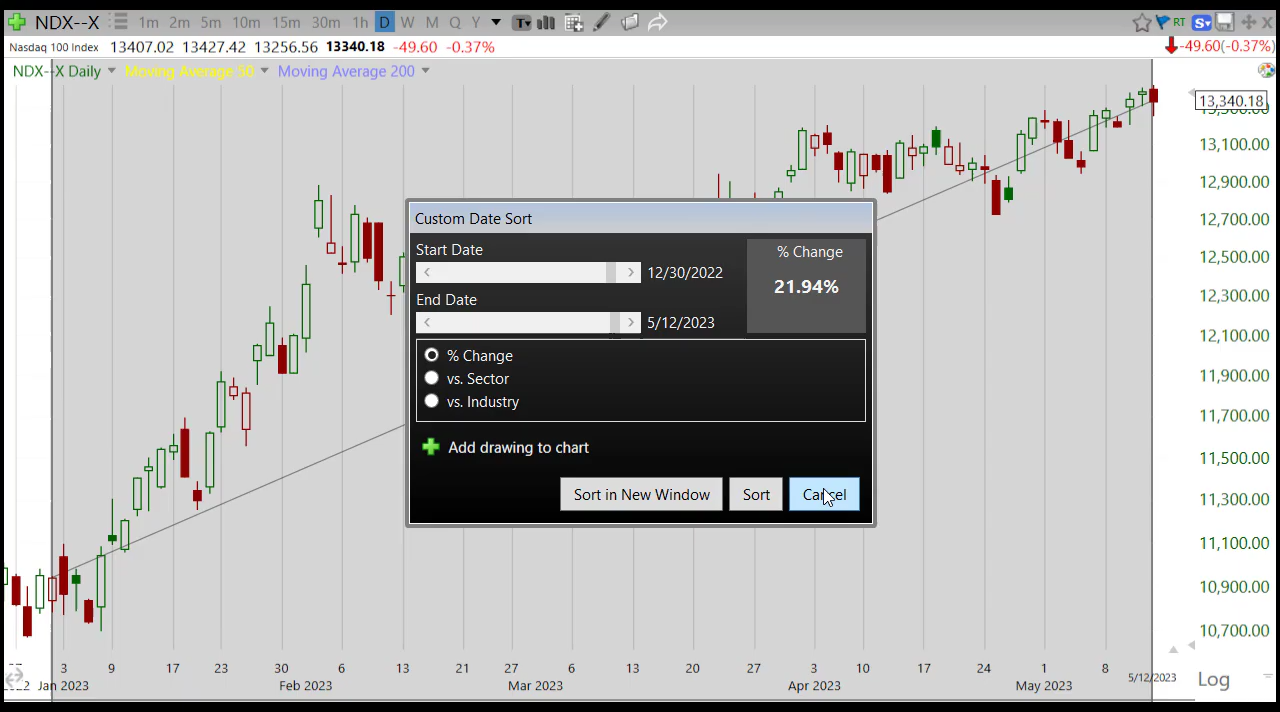 NDX--X 1m 2m 5m 10m 15m 30m 1h D W M Q Y T RT S
Nasdaq 100 Index 13407.02 13427.42 13256.56 13340.18 -49.60 -0.37% -49.60(-0.37%)
NDX--X Daily Moving Average 50 Moving Average 200
13,340.18
13,100.00
12,900.00
12,700.00
12,500.00
12,300.00
12,100.00
11,900.00
11,700.00
11,500.00
11,300.00
11,100.00
10,900.00
10,700.00
Custom Date Sort
Start Date
12/30/2022
End Date
5/12/2023
% Change
21.94%
% Change
vs. Sector
vs. Industry
Add drawing to chart
Sort in New Window Sort Cancel
3 9 17 23 30 6 13 21 27 6 13 20 27 3 10 17 24 1 8
Jan 2023 Feb 2023 Mar 2023 Apr 2023 May 2023 5/12/2023 Log